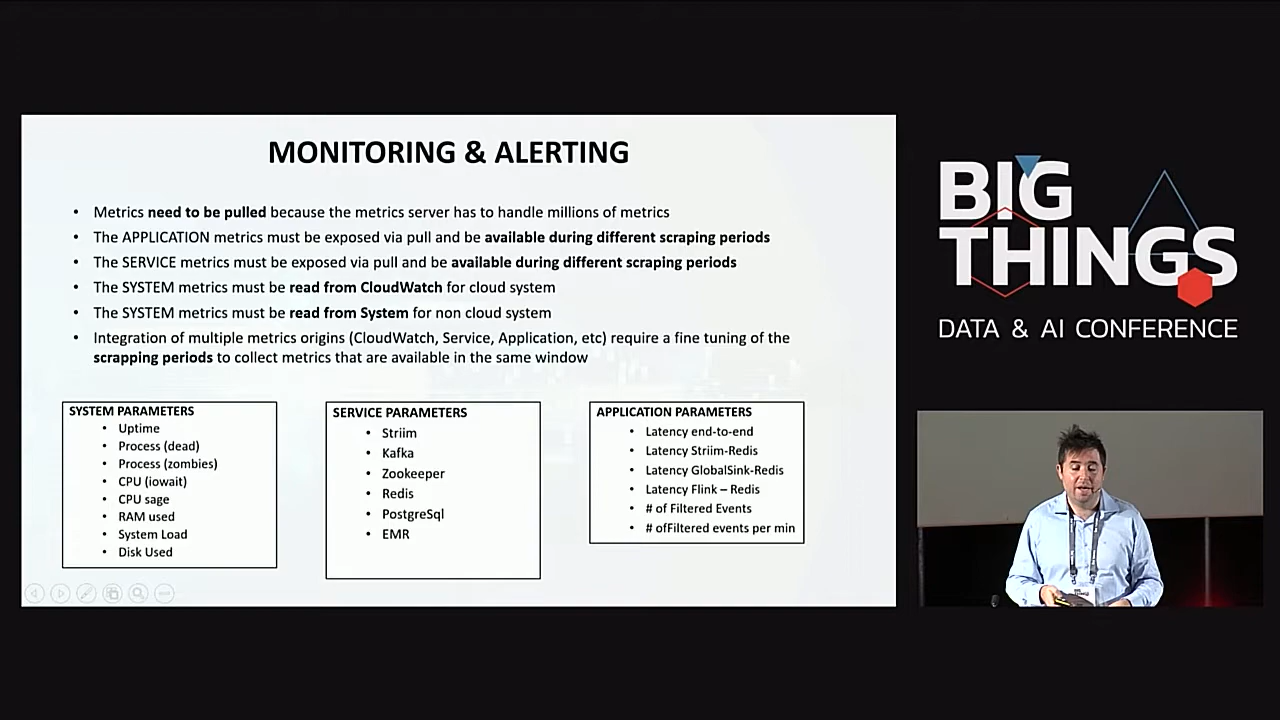 MONITORING & ALERTING
• Metrics need to be pulled because the metrics server has to handle millions of metrics
• The APPLICATION metrics must be exposed via pull and be available during different scraping periods
• The SERVICE metrics must be exposed via pull and be available during different scraping periods
• The SYSTEM metrics must be read from CloudWatch for cloud system
• The SYSTEM metrics must be read from System for non cloud system
• Integration of multiple metrics origins (CloudWatch, Service, Application, etc) require a fine tuning of the
scrapping periods to collect metrics that are available in the same window
SYSTEM PARAMETERS
• Uptime
• Process (dead)
• Process (zombies)
• CPU (iowait)
• CPU sage
• RAM used
• System Load
• Disk Used
SERVICE PARAMETERS
• Striim
• Kafka
• Zookeeper
• Redis
• PostgreSql
• EMR
APPLICATION PARAMETERS
• Latency end-to-end
• Latency Striim-Redis
• Latency GlobalSink-Redis
• Latency Flink – Redis
• # of Filtered Events
• # ofFiltered events per min
BIG
THINGS
DATA & AI CONFERENCE